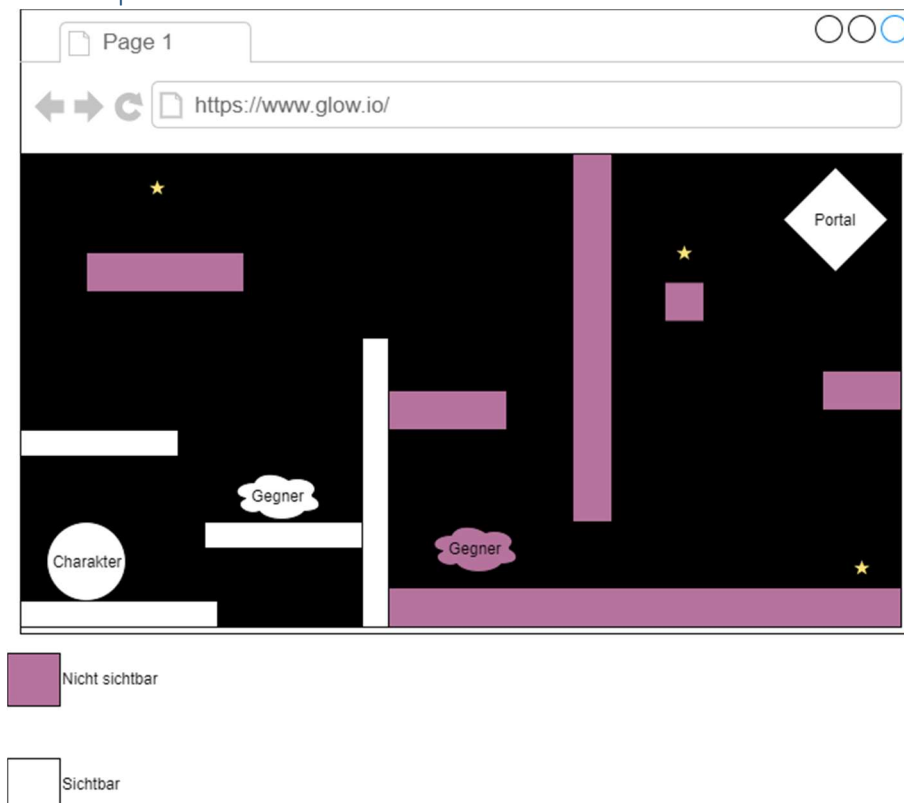 Page 1
https://www.glow.io/
Portal
Gegner
Gegner
Charakter
Nicht sichtbar
Sichtbar